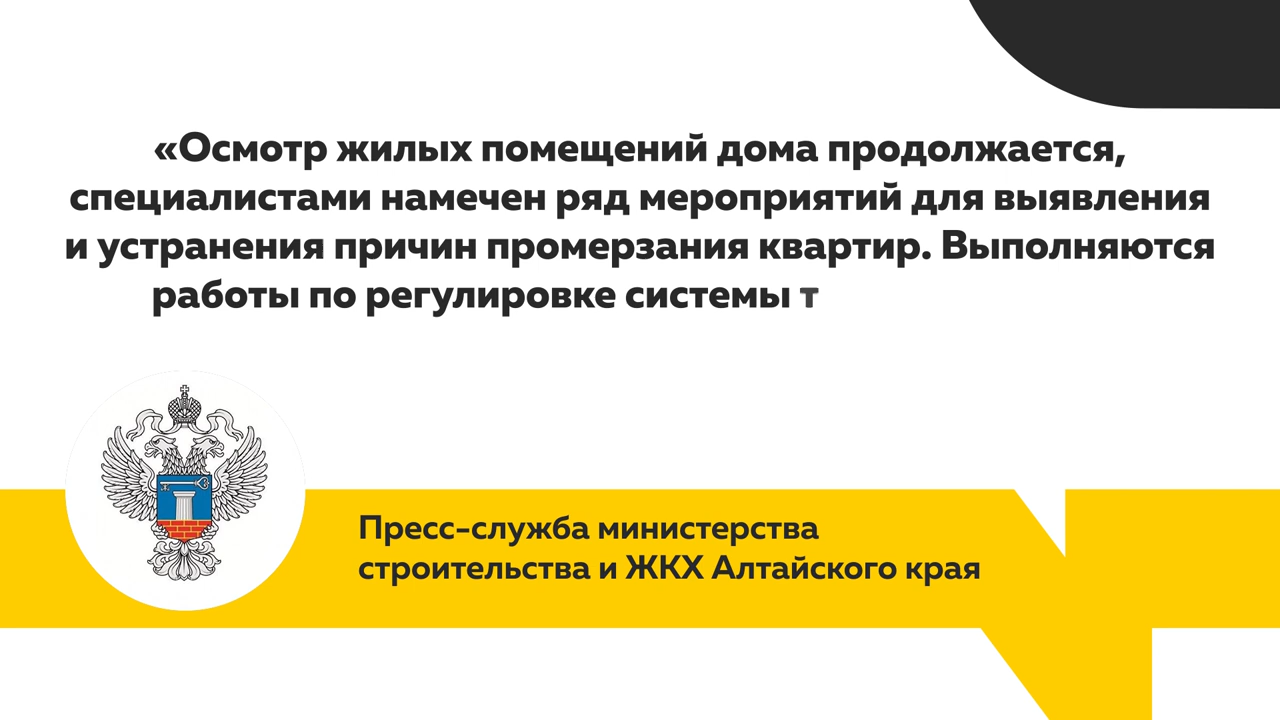 «Осмотр жилых помещений дома продолжается,
специалистами намечен ряд мероприятий для выявления
и устранения причин промерзания квартир. Выполняются
работы по регулировке системы т
Пресс-служба министерства
строительства и ЖКХ Алтайского края